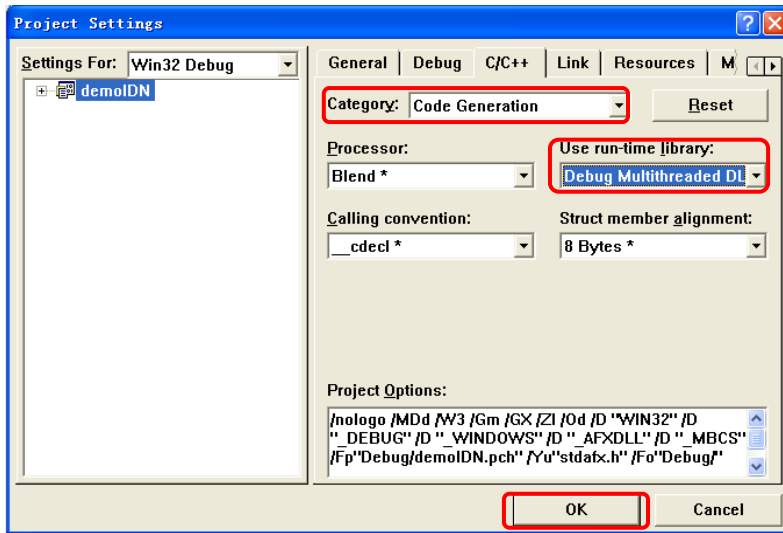 Project Settings
Settings For: Win32 Debug
demoIDN
General Debug C/C++ Link Resources M
Category: Code Generation
Reset
Processor:
Use run-time library:
Blend *
Debug Multithreaded DL
Calling convention:
Struct member alignment:
__cdecl *
8 Bytes *
Project Options:
/nologo /MDd /W3 /Gm /GX /ZI /Od /D "WIN32" /D
"_DEBUG" /D "_WINDOWS" /D "_AFXDLL" /D "_MBCS"
/Fp"Debug/demoIDN.pch" /Yu"stdafx.h" /Fo"Debug/"
OK
Cancel